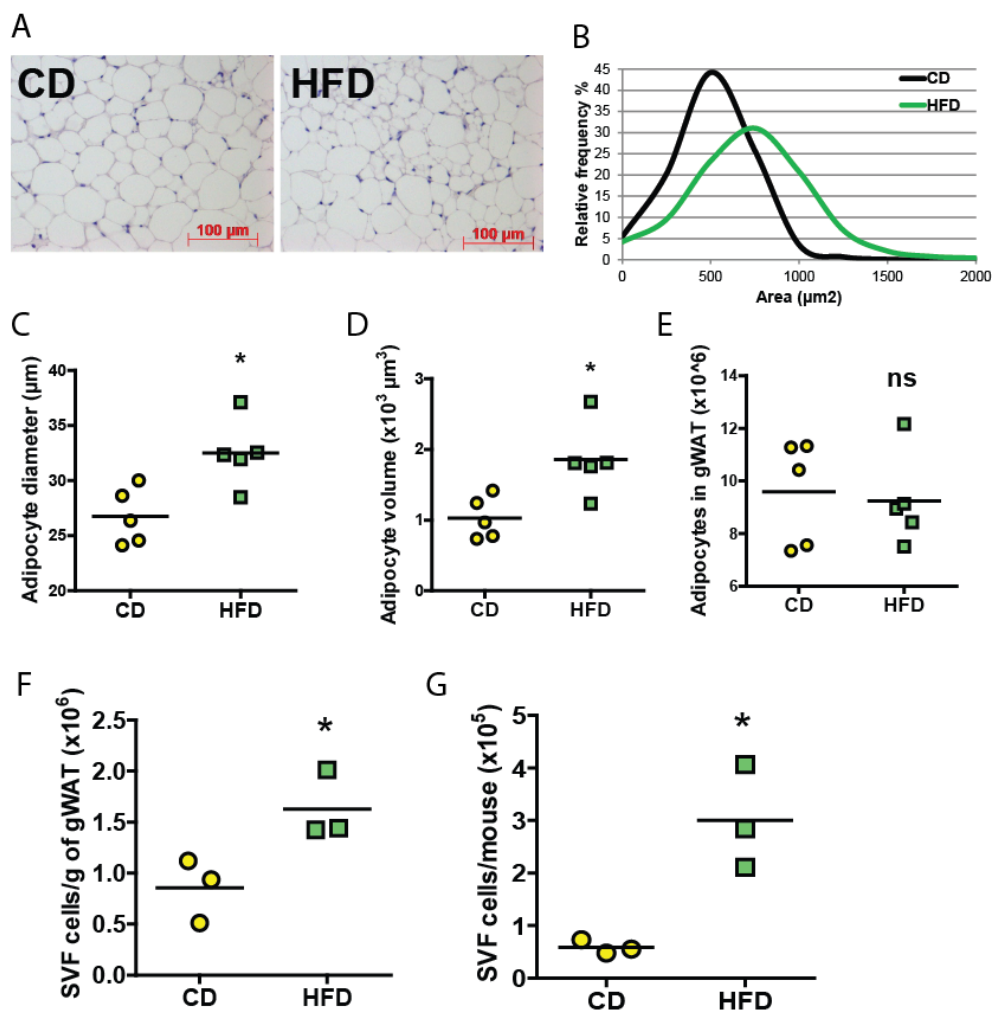 A
CD
100 µm
HFD
100 µm
B
Relative frequency %
45
40
35
30
25
20
15
10
5
0
0 500 1000 1500 2000
Area (µm2)
CD
HFD
C
Adipocyte diameter (µm)
40
35
30
25
20
*
CD HFD
D
Adipocyte volume (x10³ µm³)
3
2
1
0
*
CD HFD
E
Adipocytes in gWAT (x10^6)
14
12
10
8
6
ns
CD HFD
F
SVF cells/g of gWAT (x10⁶)
2.5
2.0
1.5
1.0
0.5
0.0
*
CD HFD
G
SVF cells/mouse (x10⁵)
5
4
3
2
1
0
*
CD HFD